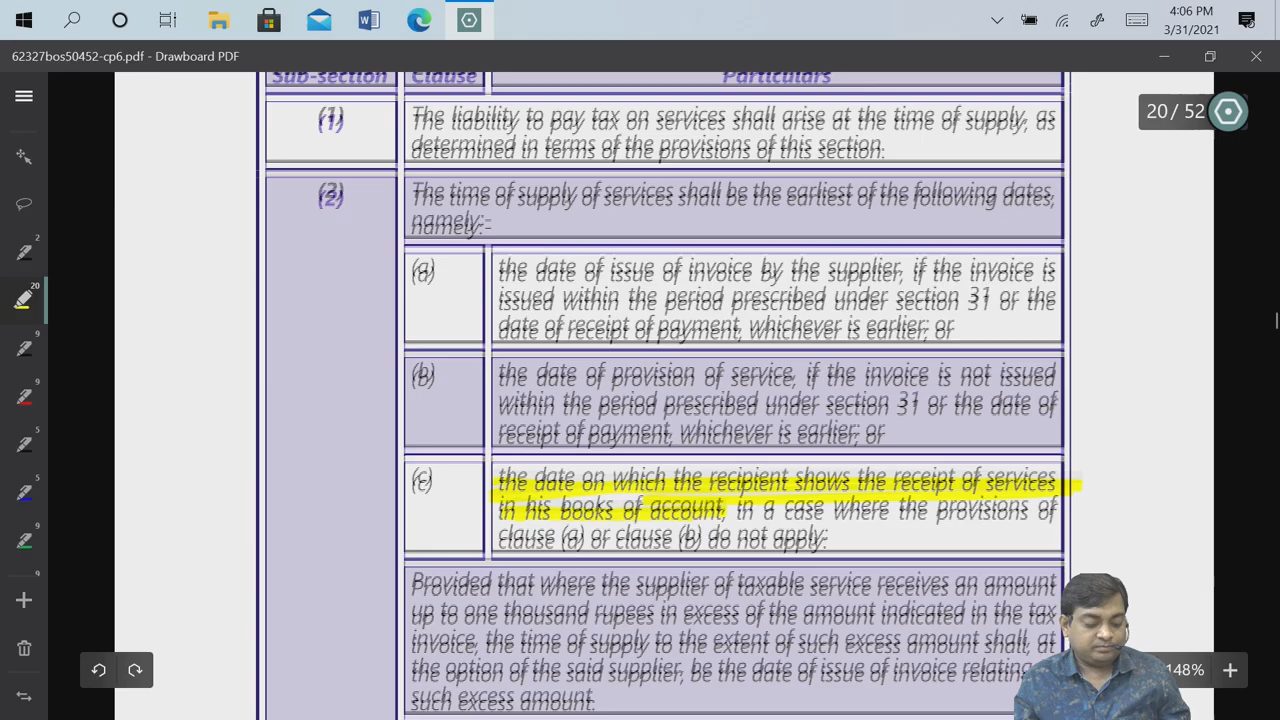 4:06 PM
3/31/2021
62327bos50452-cp6.pdf - Drawboard PDF
20 / 52
Sub-section Clause Particulars
(1) The liability to pay tax on services shall arise at the time of supply, as
determined in terms of the provisions of this section.
(2) The time of supply of services shall be the earliest of the following dates,
namely:-
(a) the date of issue of invoice by the supplier, if the invoice is
issued within the period prescribed under section 31 or the
date of receipt of payment, whichever is earlier; or
(b) the date of provision of service, if the invoice is not issued
within the period prescribed under section 31 or the date of
receipt of payment, whichever is earlier; or
(c) the date on which the recipient shows the receipt of services
in his books of account, in a case where the provisions of
clause (a) or clause (b) do not apply:
Provided that where the supplier of taxable service receives an amount
up to one thousand rupees in excess of the amount indicated in the tax
invoice, the time of supply to the extent of such excess amount shall, at
the option of the said supplier, be the date of issue of invoice relating
such excess amount.
2
20
9
9
5
5
9
9
148%